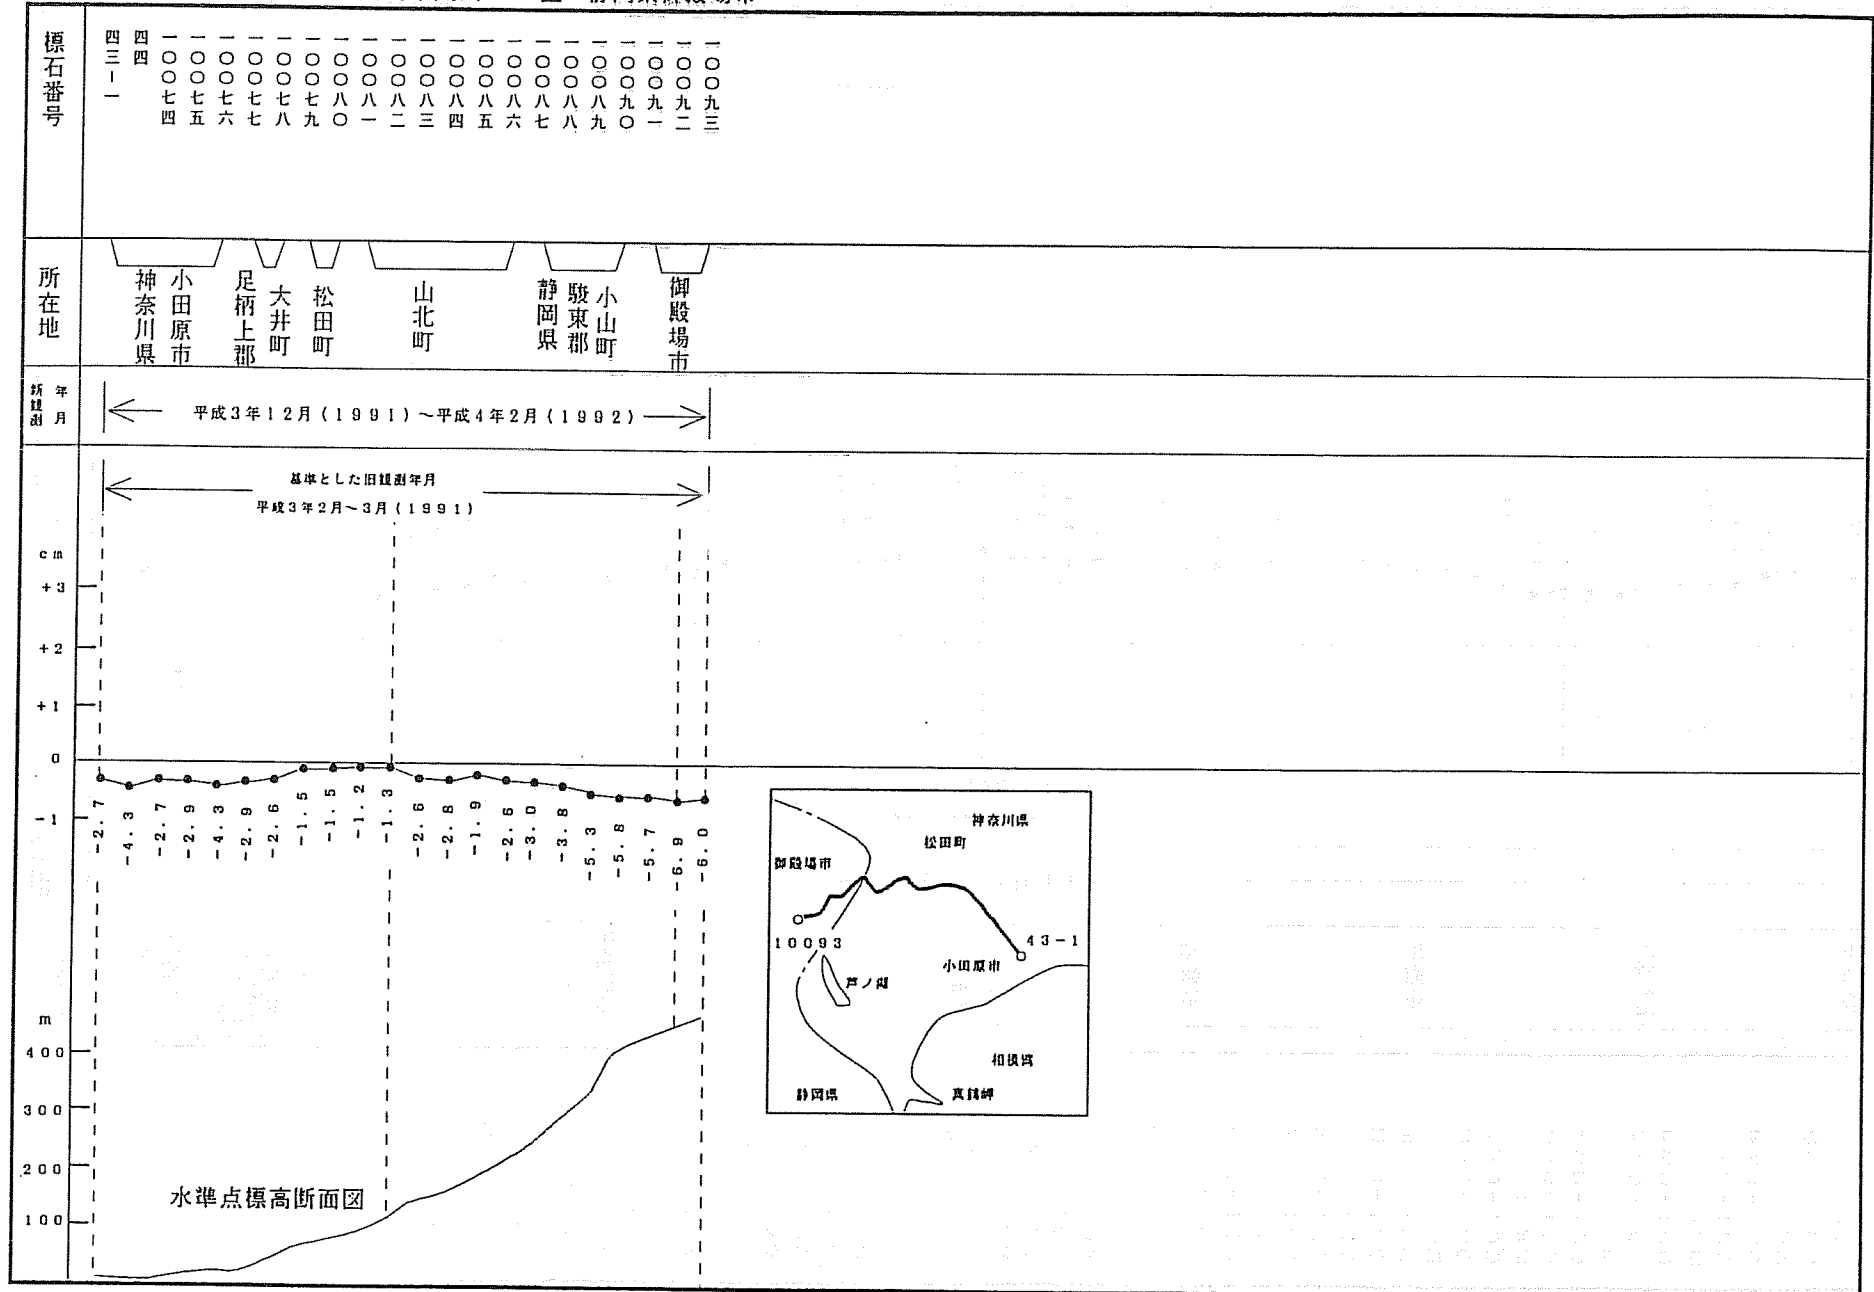 標石番号
四三-一
四四
一〇〇七四
一〇〇七五
一〇〇七六
一〇〇七七
一〇〇七八
一〇〇七九
一〇〇八〇
一〇〇八一
一〇〇八二
一〇〇八三
一〇〇八四
一〇〇八五
一〇〇八六
一〇〇八七
一〇〇八八
一〇〇八九
一〇〇九〇
一〇〇九一
一〇〇九二
一〇〇九三
所在地
神奈川県
小田原市
足柄上郡
大井町
松田町
山北町
静岡県
駿東郡
小山町
御殿場市
新観測
年月
平成3年12月(1991)~平成4年2月(1992)
基準とした旧観測年月
平成3年2月~3月(1991)
cm
+3
+2
+1
0
-1
-2.7
-4.3
-2.7
-2.9
-4.3
-2.9
-2.6
-1.5
-1.5
-1.2
-1.3
-2.6
-2.8
-1.9
-2.6
-3.0
-3.8
-5.3
-5.8
-5.7
-6.9
-6.0
m
400
300
200
100
水準点標高断面図
神奈川県
松田町
御殿場市
10093
43-1
小田原市
芦ノ湖
相模湾
静岡県
真鶴岬